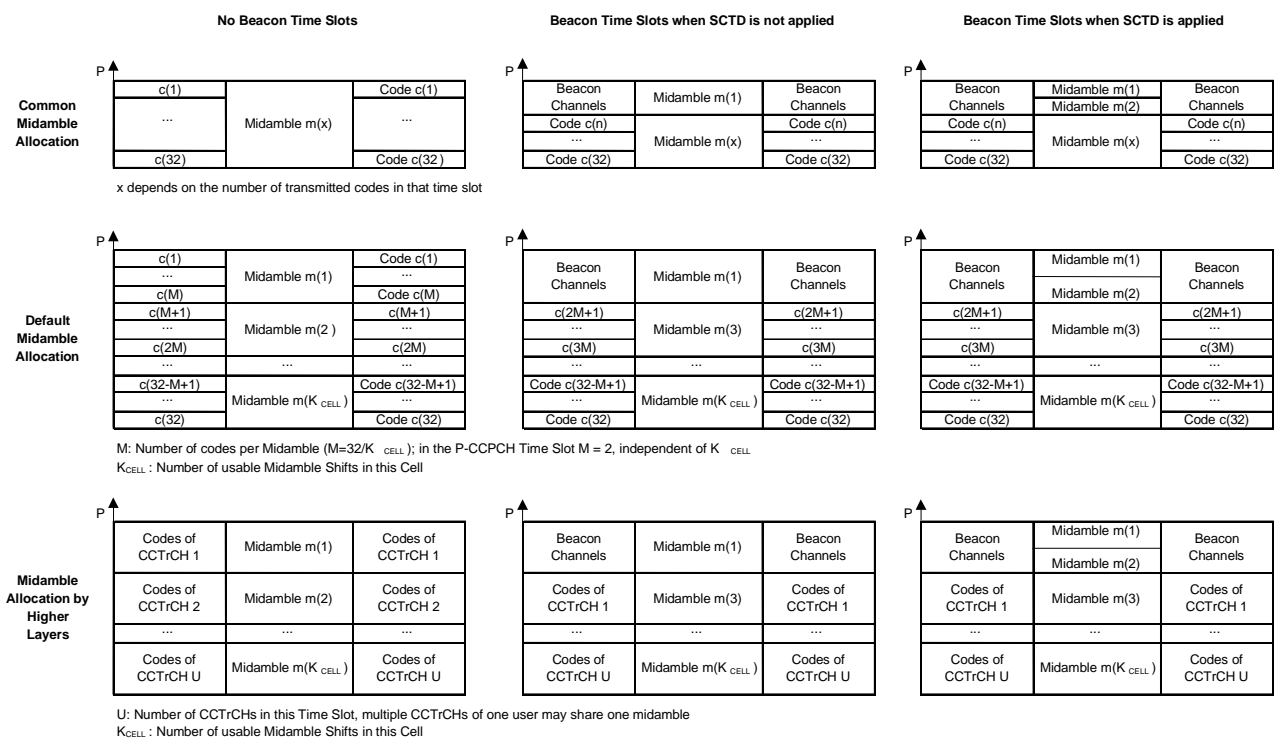 No Beacon Time Slots
Beacon Time Slots when SCTD is not applied
Beacon Time Slots when SCTD is applied
Common
Midamble
Allocation
P
c(1)
...
c(32)
Midamble m(x)
Code c(1)
...
Code c(32)
x depends on the number of transmitted codes in that time slot
P
Beacon
Channels
Code c(n)
...
Code c(32)
Midamble m(1)
Midamble m(x)
Beacon
Channels
Code c(n)
...
Code c(32)
P
Beacon
Channels
Code c(n)
...
Code c(32)
Midamble m(1)
Midamble m(2)
Midamble m(x)
Beacon
Channels
Code c(n)
...
Code c(32)
Default
Midamble
Allocation
P
c(1)
...
c(M)
c(M+1)
...
c(2M)
...
c(32-M+1)
...
c(32)
Midamble m(1)
Midamble m(2 )
...
Midamble m(K CELL )
Code c(1)
...
Code c(M)
c(M+1)
...
c(2M)
...
Code c(32-M+1)
...
Code c(32)
P
Beacon
Channels
c(2M+1)
...
c(3M)
...
Code c(32-M+1)
...
Code c(32)
Midamble m(1)
Midamble m(3)
...
Midamble m(K CELL )
Beacon
Channels
c(2M+1)
...
c(3M)
...
Code c(32-M+1)
...
Code c(32)
P
Beacon
Channels
c(2M+1)
...
c(3M)
...
Code c(32-M+1)
...
Code c(32)
Midamble m(1)
Midamble m(2)
Midamble m(3)
...
Midamble m(K CELL )
Beacon
Channels
c(2M+1)
...
c(3M)
...
Code c(32-M+1)
...
Code c(32)
M: Number of codes per Midamble (M=32/K CELL ); in the P-CCPCH Time Slot M = 2, independent of K CELL
KCELL : Number of usable Midamble Shifts in this Cell
Midamble
Allocation by
Higher
Layers
P
Codes of
CCTrCH 1
Codes of
CCTrCH 2
...
Codes of
CCTrCH U
Midamble m(1)
Midamble m(2)
...
Midamble m(K CELL )
Codes of
CCTrCH 1
Codes of
CCTrCH 2
...
Codes of
CCTrCH U
P
Beacon
Channels
Codes of
CCTrCH 1
...
Codes of
CCTrCH U
Midamble m(1)
Midamble m(3)
...
Midamble m(K CELL )
Beacon
Channels
Codes of
CCTrCH 1
...
Codes of
CCTrCH U
P
Beacon
Channels
Codes of
CCTrCH 1
...
Codes of
CCTrCH U
Midamble m(1)
Midamble m(2)
Midamble m(3)
...
Midamble m(K CELL )
Beacon
Channels
Codes of
CCTrCH 1
...
Codes of
CCTrCH U
U: Number of CCTrCHs in this Time Slot, multiple CCTrCHs of one user may share one midamble
KCELL : Number of usable Midamble Shifts in this Cell